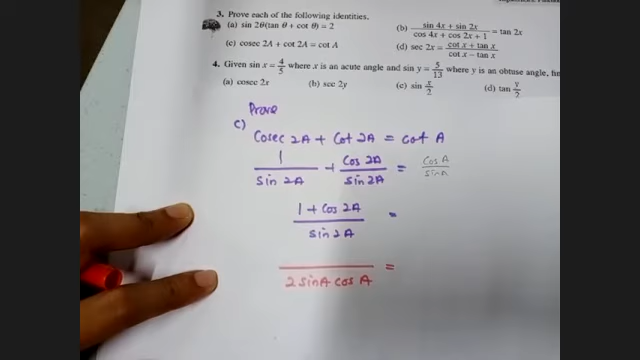 3. Prove each of the following identities.
(a) sin 2θ(tan θ + cot θ) = 2
(b) sin 4x + sin 2x / cos 4x + cos 2x + 1 = tan 2x
(c) cosec 2A + cot 2A = cot A
(d) sec 2x = cot x + tan x / cot x − tan x
4. Given sin x = 4/5 where x is an acute angle and sin y = 5/13 where y is an obtuse angle,
(a) cosec 2x (b) sec 2y (c) sin x/2 (d) tan y/2
Prove
c)
Cosec 2A + Cot 2A = cot A
1 / sin 2A + Cos 2A / sin 2A = Cos A / sin A
1 + cos 2A / sin 2A =
2 sin A cos A =